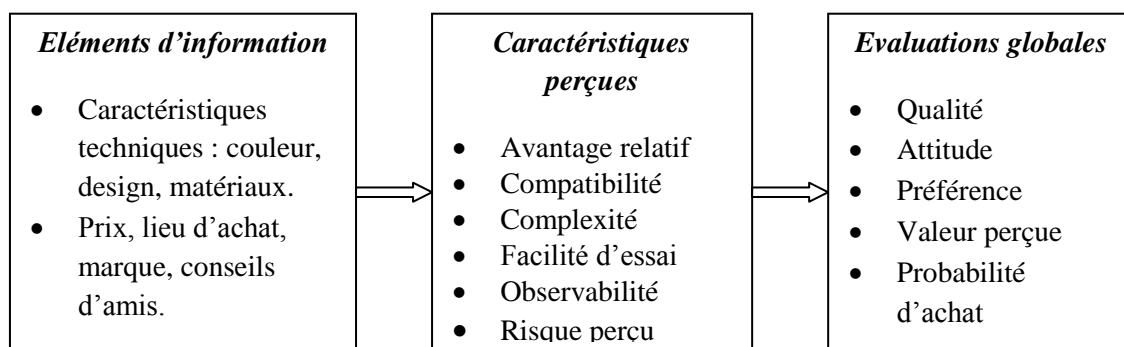 Eléments d’information
• Caractéristiques
techniques : couleur,
design, matériaux.
• Prix, lieu d’achat,
marque, conseils
d’amis.
Caractéristiques
perçues
• Avantage relatif
• Compatibilité
• Complexité
• Facilité d’essai
• Observabilité
• Risque perçu
Evaluations globales
• Qualité
• Attitude
• Préférence
• Valeur perçue
• Probabilité
d’achat